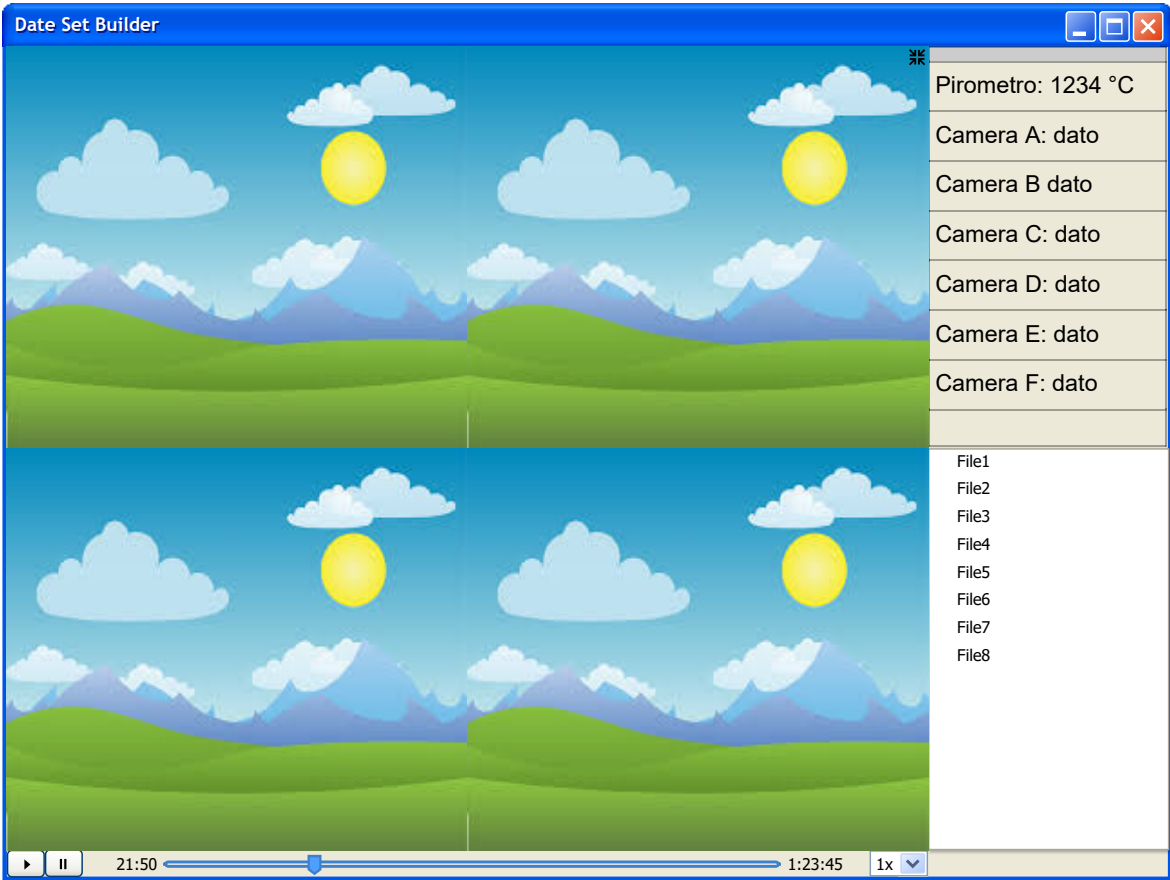 Date Set Builder
Pirometro: 1234 °C
Camera A: dato
Camera B dato
Camera C: dato
Camera D: dato
Camera E: dato
Camera F: dato
File1
File2
File3
File4
File5
File6
File7
File8
21:50 1:23:45 1x